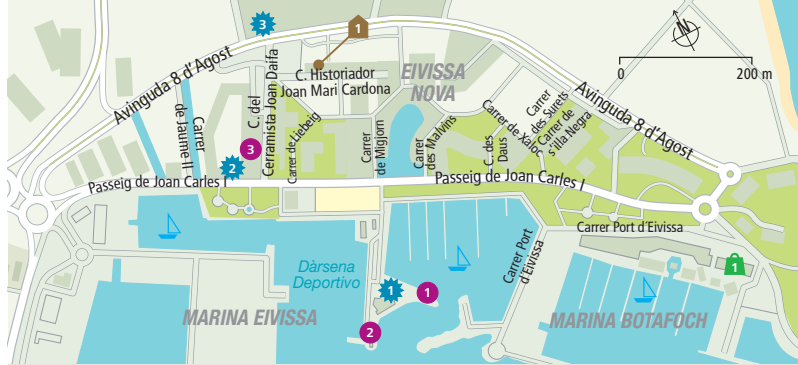 3
1
N
0
200 m
Avinguda 8 d'Agost
C. Historiador
Joan Mari Cardona
EIVISSA
NOVA
Carrer
de Jaume II
C. del
Cerramista Joan Daifa
Carrer de Liebeig
Carrer
de Migjorn
Carrer
des Malvins
Carrer de Xaloc
C. des
Daus
Carrer
des Surets
Carrer de
s'illa Negra
Avinguda 8 d'Agost
3
2
Passeig de Joan Carles I
Passeig de Joan Carles I
Carrer Port d'Eivissa
Carrer Port
d'Eivissa
1
Dàrsena
Deportivo
1
1
2
MARINA EIVISSA
MARINA BOTAFOCH